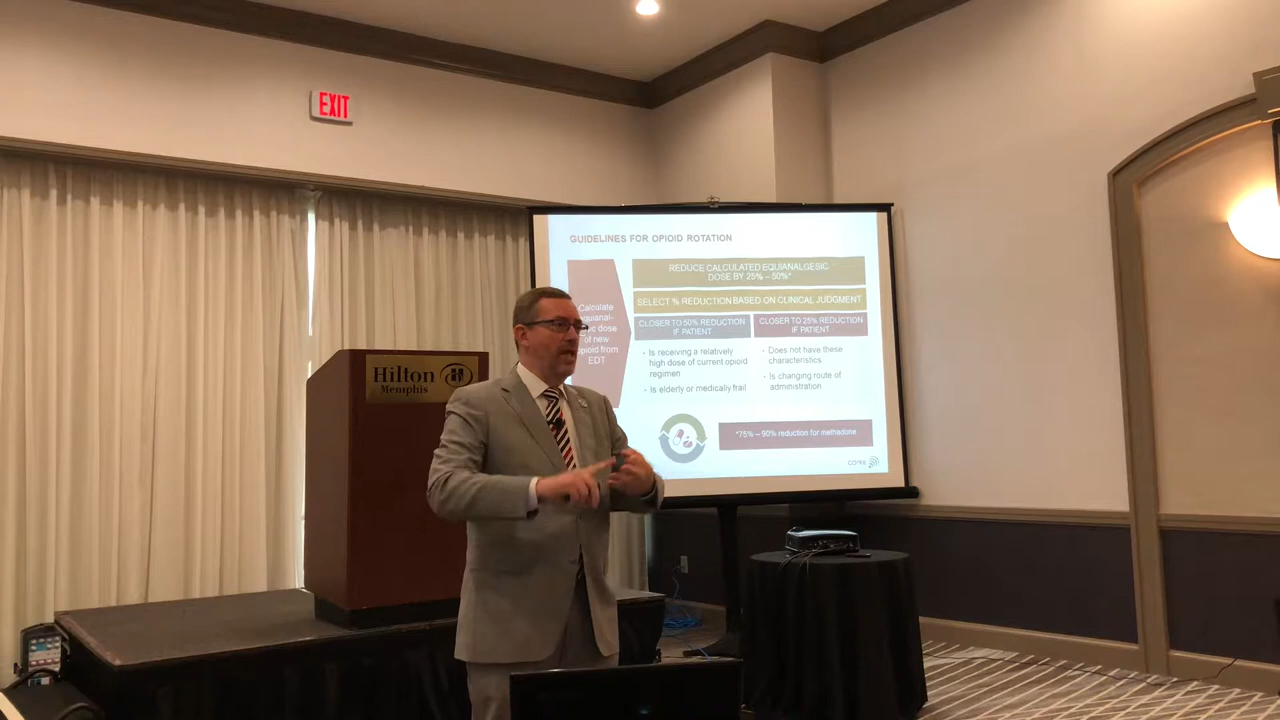 EXIT
GUIDELINES FOR OPIOID ROTATION
REDUCE CALCULATED EQUIANALGESIC
DOSE BY 25% – 50%*
SELECT % REDUCTION BASED ON CLINICAL JUDGMENT
Calculate
equianal-
gesic dose
of new
opioid from
EDT
CLOSER TO 50% REDUCTION
IF PATIENT
· Is receiving a relatively
high dose of current opioid
regimen
· Is elderly or medically frail
CLOSER TO 25% REDUCTION
IF PATIENT
· Does not have these
characteristics
· Is changing route of
administration
*75% – 90% reduction for methadone
CO*RE
Hilton
Memphis